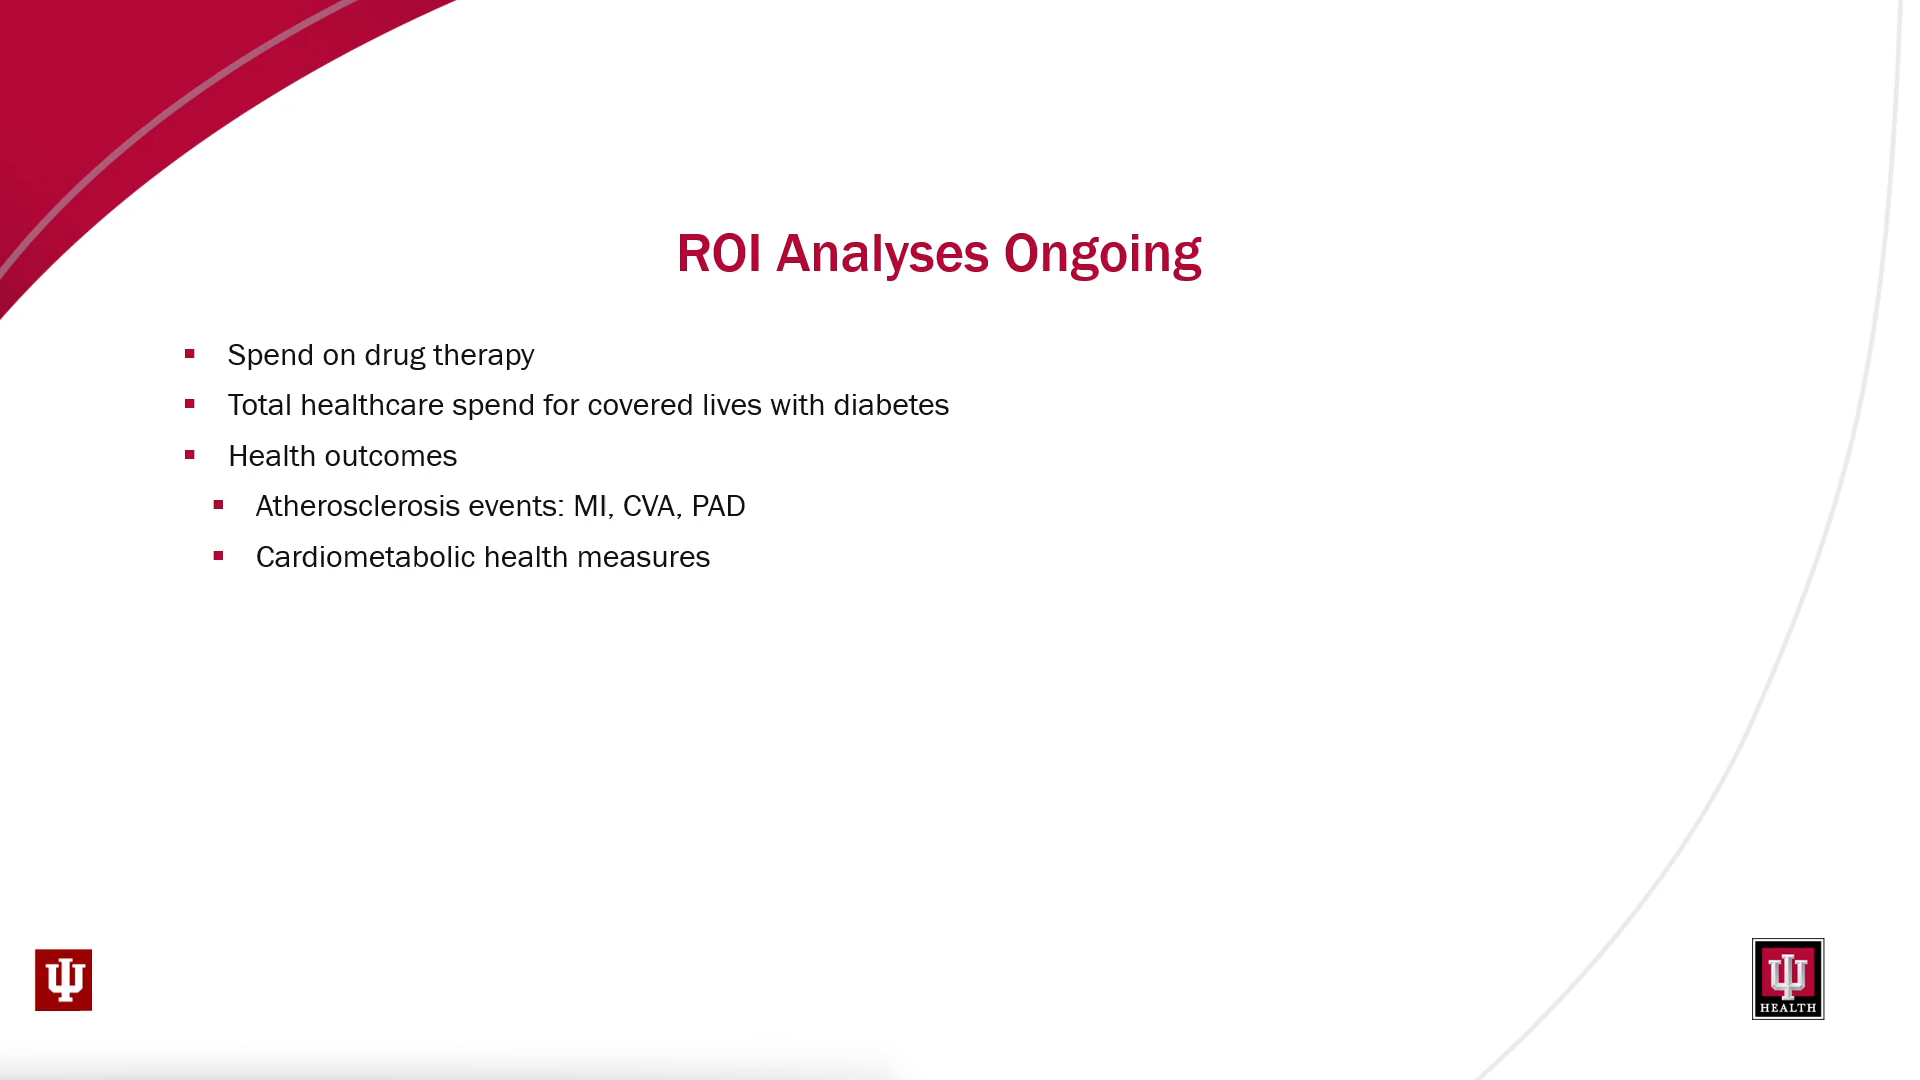 ROI Analyses Ongoing
Spend on drug therapy
Total healthcare spend for covered lives with diabetes
Health outcomes
Atherosclerosis events: MI, CVA, PAD
Cardiometabolic health measures
HEALTH